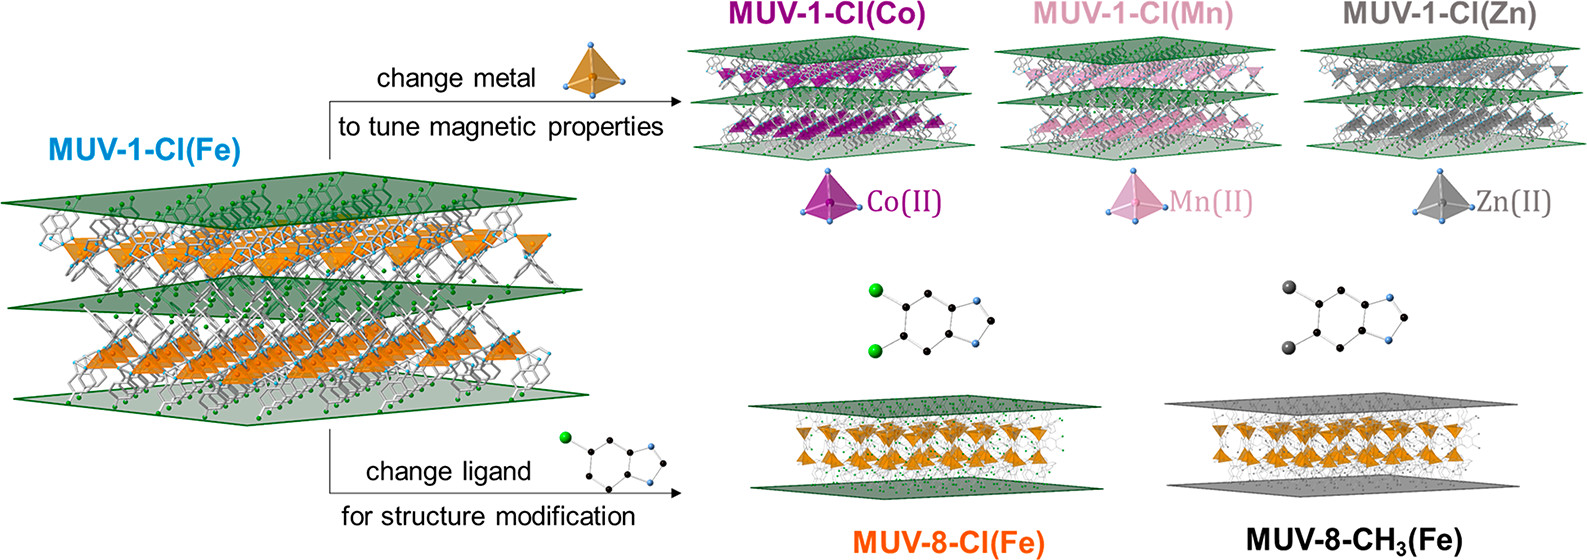 MUV-1-Cl(Co)
MUV-1-Cl(Mn)
MUV-1-Cl(Zn)
change metal
to tune magnetic properties
MUV-1-Cl(Fe)
Co(II)
Mn(II)
Zn(II)
change ligand
for structure modification
MUV-8-Cl(Fe)
MUV-8-CH₃(Fe)